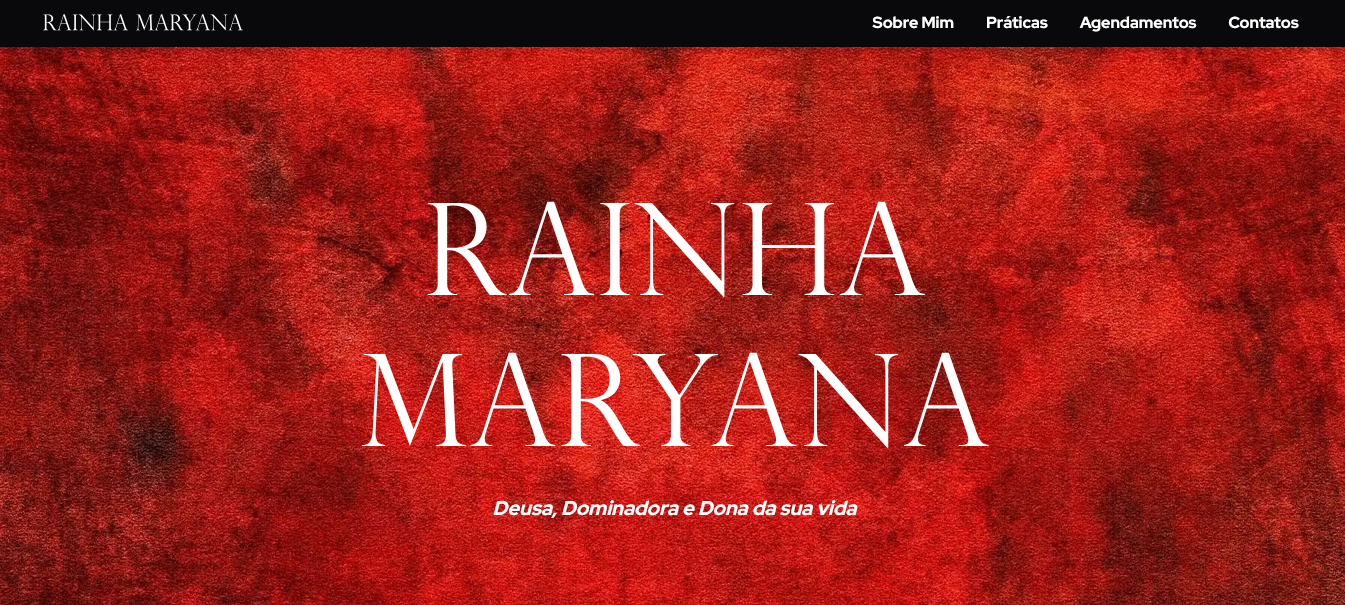 RAINHA MARYANA
Sobre Mim
Práticas
Agendamentos
Contatos
RAINHA
MARYANA
Deusa, Dominadora e Dona da sua vida